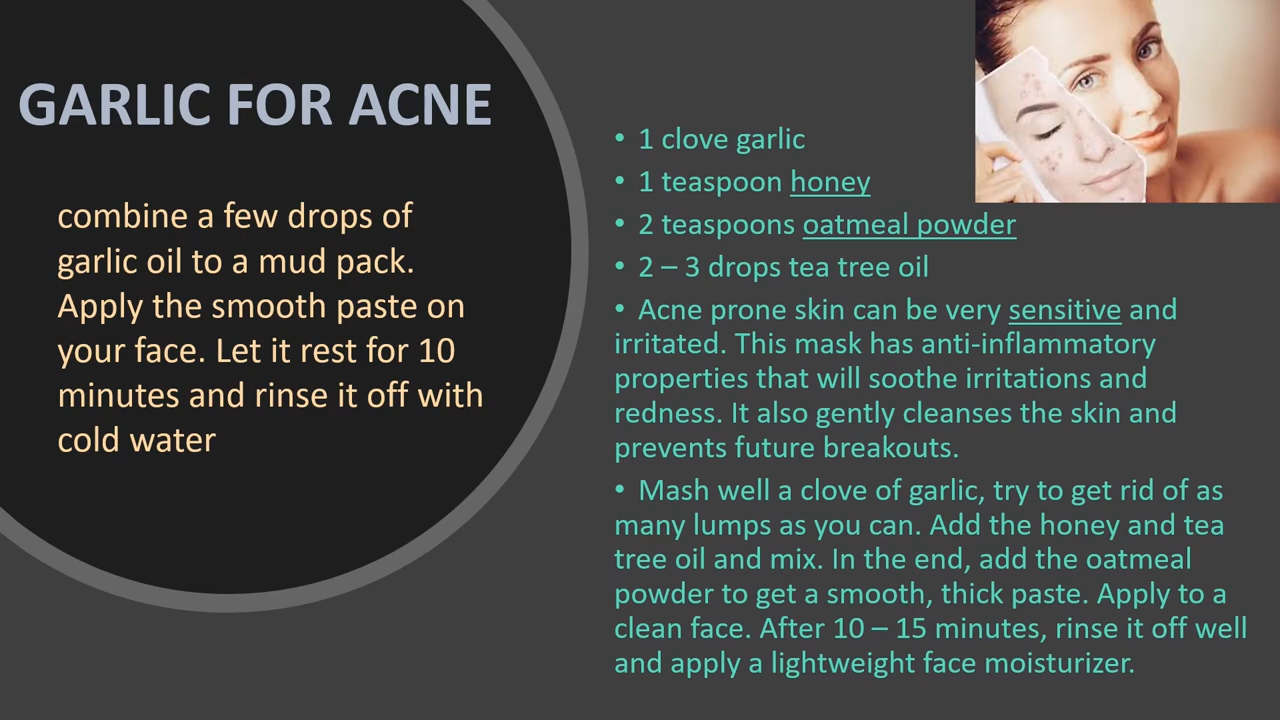 GARLIC FOR ACNE
combine a few drops of
garlic oil to a mud pack.
Apply the smooth paste on
your face. Let it rest for 10
minutes and rinse it off with
cold water
• 1 clove garlic
• 1 teaspoon honey
• 2 teaspoons oatmeal powder
• 2 – 3 drops tea tree oil
• Acne prone skin can be very sensitive and
irritated. This mask has anti-inflammatory
properties that will soothe irritations and
redness. It also gently cleanses the skin and
prevents future breakouts.
• Mash well a clove of garlic, try to get rid of as
many lumps as you can. Add the honey and tea
tree oil and mix. In the end, add the oatmeal
powder to get a smooth, thick paste. Apply to a
clean face. After 10 – 15 minutes, rinse it off well
and apply a lightweight face moisturizer.